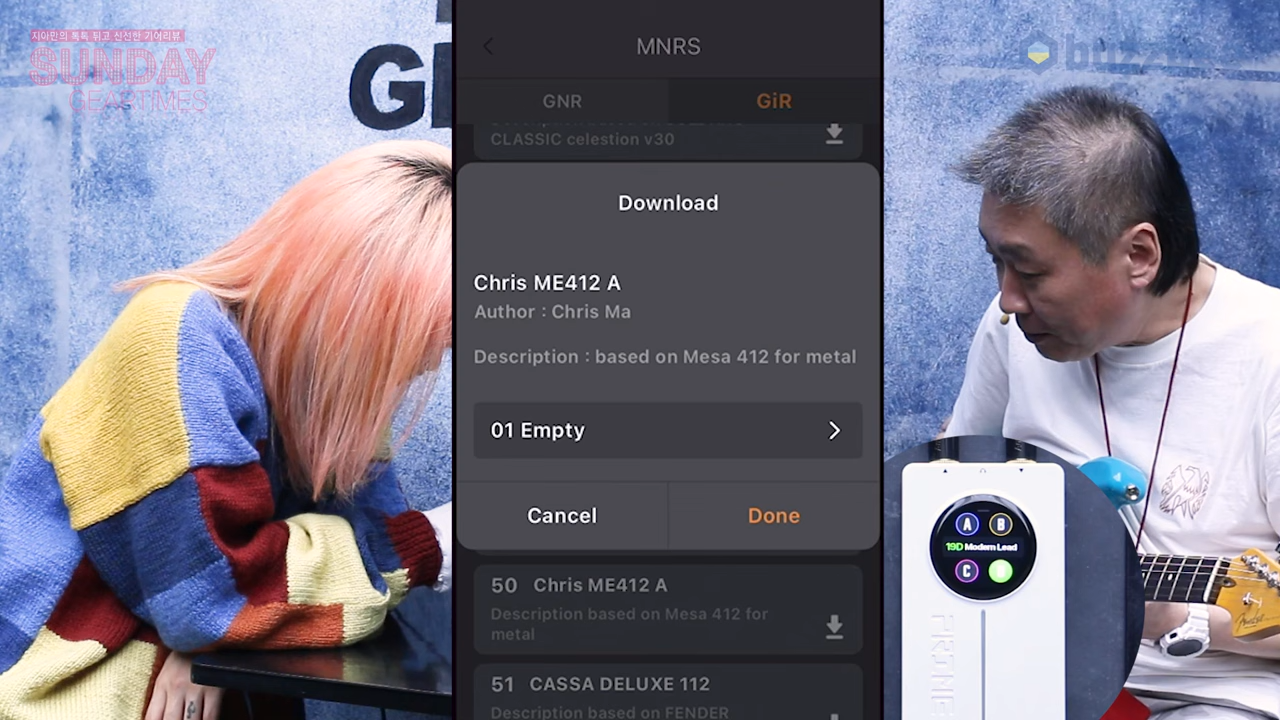 지아만의 톡톡 튀고 신선한 기어리뷰
SUNDAY
GEARTIMES
MNRS
GNR
GiR
CLASSIC celestion v30
Download
Chris ME412 A
Author : Chris Ma
Description : based on Mesa 412 for metal
01 Empty
Cancel
Done
50 Chris ME412 A
Description based on Mesa 412 for
metal
51 CASSA DELUXE 112
Description based on FENDER
A
B
19D Modern Lead
C
Fender